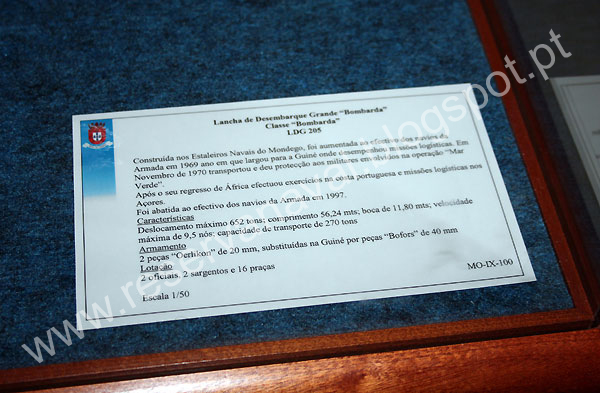 Lancha de Desembarque Grande "Bombarda"
Classe "Bombarda"
LDG 205
Construída nos Estaleiros Navais do Mondego, foi aumentada ao efectivo dos navios da
Armada em 1969 ano em que largou para a Guiné onde desempenhou missões logísticas. Em
Novembro de 1970 transportou e deu protecção aos militares envolvidos na operação "Mar
Verde".
Após o seu regresso de África efectuou exercícios na costa portuguesa e missões logísticas nos
Açores.
Foi abatida ao efectivo dos navios da Armada em 1997.
Características
Deslocamento máximo 652 tons; comprimento 56,24 mts; boca de 11,80 mts; velocidade
máxima de 9,5 nós; capacidade de transporte de 270 tons
Armamento
2 peças "Oerlikon" de 20 mm, substituídas na Guiné por peças "Bofors" de 40 mm
Lotação
2 oficiais, 2 sargentos e 16 praças
MO-IX-100
Escala 1/50
www.reservanaval.blogspot.pt